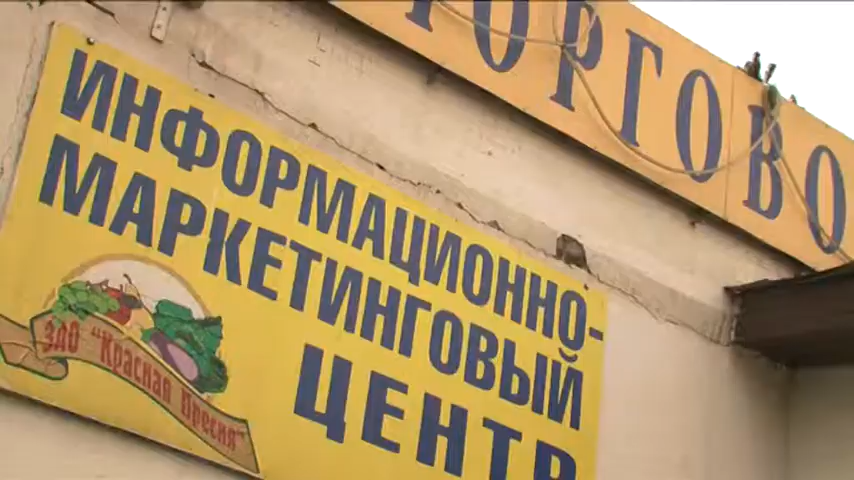 ТОРГОВО
ИНФОРМАЦИОННО-
МАРКЕТИНГОВЫЙ
ЦЕНТР
ЗАО "Красная Пресня"